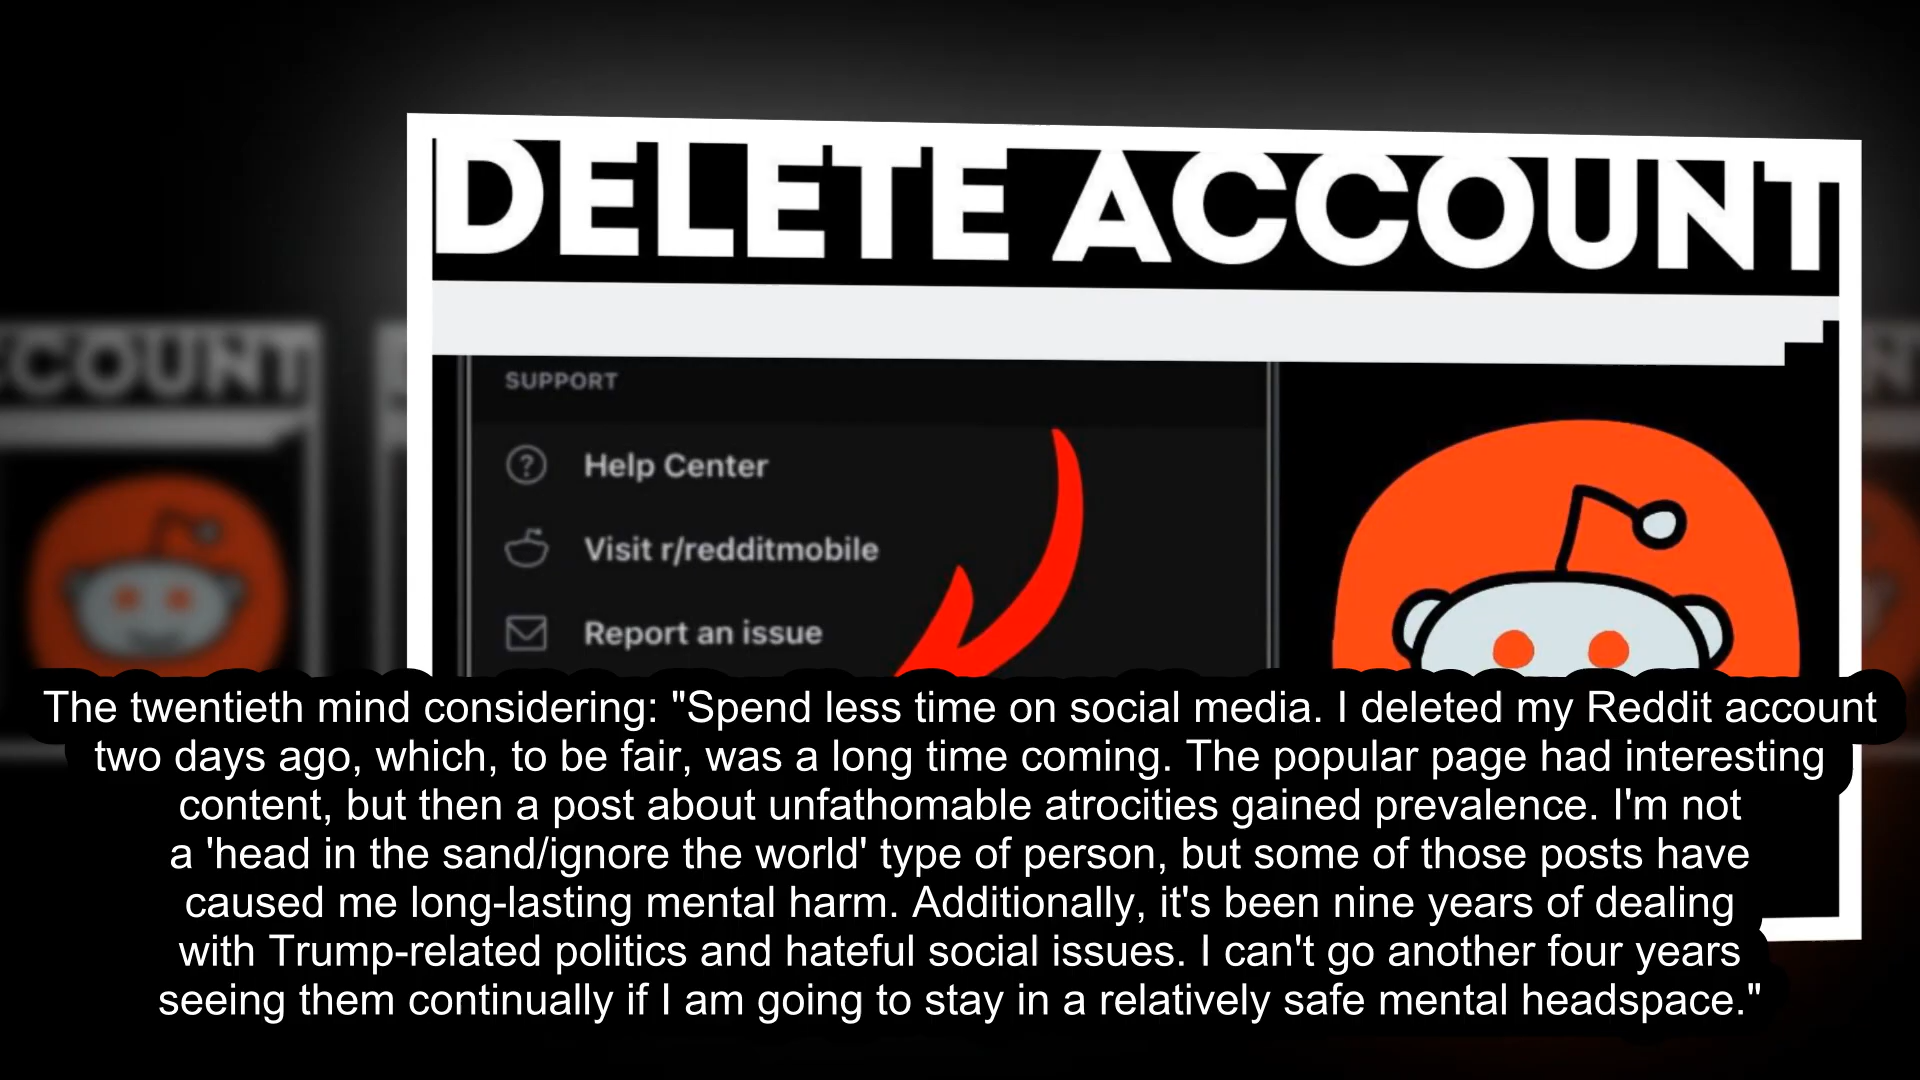 DELETE ACCOUNT
SUPPORT
Help Center
Visit r/redditmobile
Report an issue
CCOUNT
The twentieth mind considering: "Spend less time on social media. I deleted my Reddit account
two days ago, which, to be fair, was a long time coming. The popular page had interesting
content, but then a post about unfathomable atrocities gained prevalence. I'm not
a 'head in the sand/ignore the world' type of person, but some of those posts have
caused me long-lasting mental harm. Additionally, it's been nine years of dealing
with Trump-related politics and hateful social issues. I can't go another four years
seeing them continually if I am going to stay in a relatively safe mental headspace."